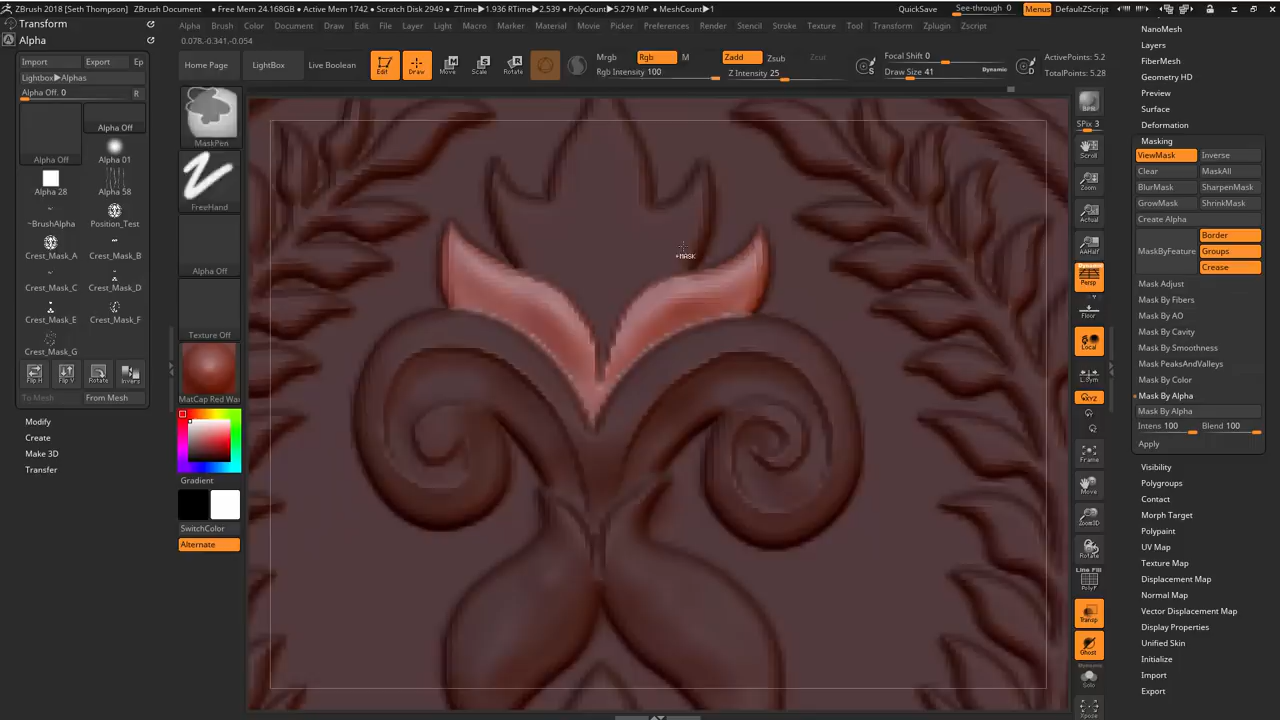 ZBrush 2018 [Seth Thompson] ZBrush Document • Free Mem 24.168GB • Active Mem 1742 • Scratch Disk 2949 • ZTime▶1.936 RTime▶2.539 • PolyCount▶5.279 MP • MeshCount▶1
QuickSave See-through 0 Menus DefaultZScript
Transform
Alpha Brush Color Document Draw Edit File Layer Light Macro Marker Material Movie Picker Preferences Render Stencil Stroke Texture Tool Transform Zplugin Zscript
Alpha
0.078,-0.341,-0.054
Import Export Ep
Lightbox▶Alphas
Alpha Off. 0 R
Alpha Off
Alpha Off
Alpha 01
Alpha 28
Alpha 58
~BrushAlpha
Position_Test
Crest_Mask_A
Crest_Mask_B
Crest_Mask_C
Crest_Mask_D
Crest_Mask_E
Crest_Mask_F
Crest_Mask_G
Flip H Flip V Rotate Invers
To Mesh From Mesh
Modify
Create
Make 3D
Transfer
Home Page LightBox Live Boolean
Edit Draw Move Scale Rotate
Mrgb Rgb M
Rgb Intensity 100
Zadd Zsub Zcut
Z Intensity 25
S
Focal Shift 0
Draw Size 41 Dynamic
D
ActivePoints: 5.2
TotalPoints: 5.28
MaskPen
FreeHand
Alpha Off
Texture Off
MatCap Red Wa
Gradient
SwitchColor
Alternate
+MASK
BPR
SPix 3
Scroll
Zoom
Actual
AAHalf
Dynamic
Persp
Floor
Local
L.Sym
XYZ
Frame
Move
Zoom3D
Rotate
Line Fill
PolyF
Transp
Ghost
Dynamic
Solo
Xpose
NanoMesh
Layers
FiberMesh
Geometry HD
Preview
Surface
Deformation
Masking
ViewMask Inverse
Clear MaskAll
BlurMask SharpenMask
GrowMask ShrinkMask
Create Alpha
MaskByFeature
Border
Groups
Crease
Mask Adjust
Mask By Fibers
Mask By AO
Mask By Cavity
Mask By Smoothness
Mask PeaksAndValleys
Mask By Color
Mask By Alpha
Mask By Alpha
Intens 100 Blend 100
Apply
Visibility
Polygroups
Contact
Morph Target
Polypaint
UV Map
Texture Map
Displacement Map
Normal Map
Vector Displacement Map
Display Properties
Unified Skin
Initialize
Import
Export